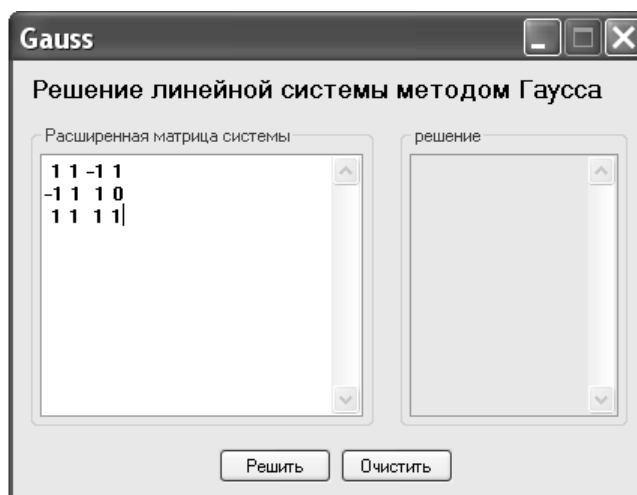 Gauss
Решение линейной системы методом Гаусса
Расширенная матрица системы
решение
1 1 -1 1
-1 1 1 0
1 1 1 1
Решить
Очистить